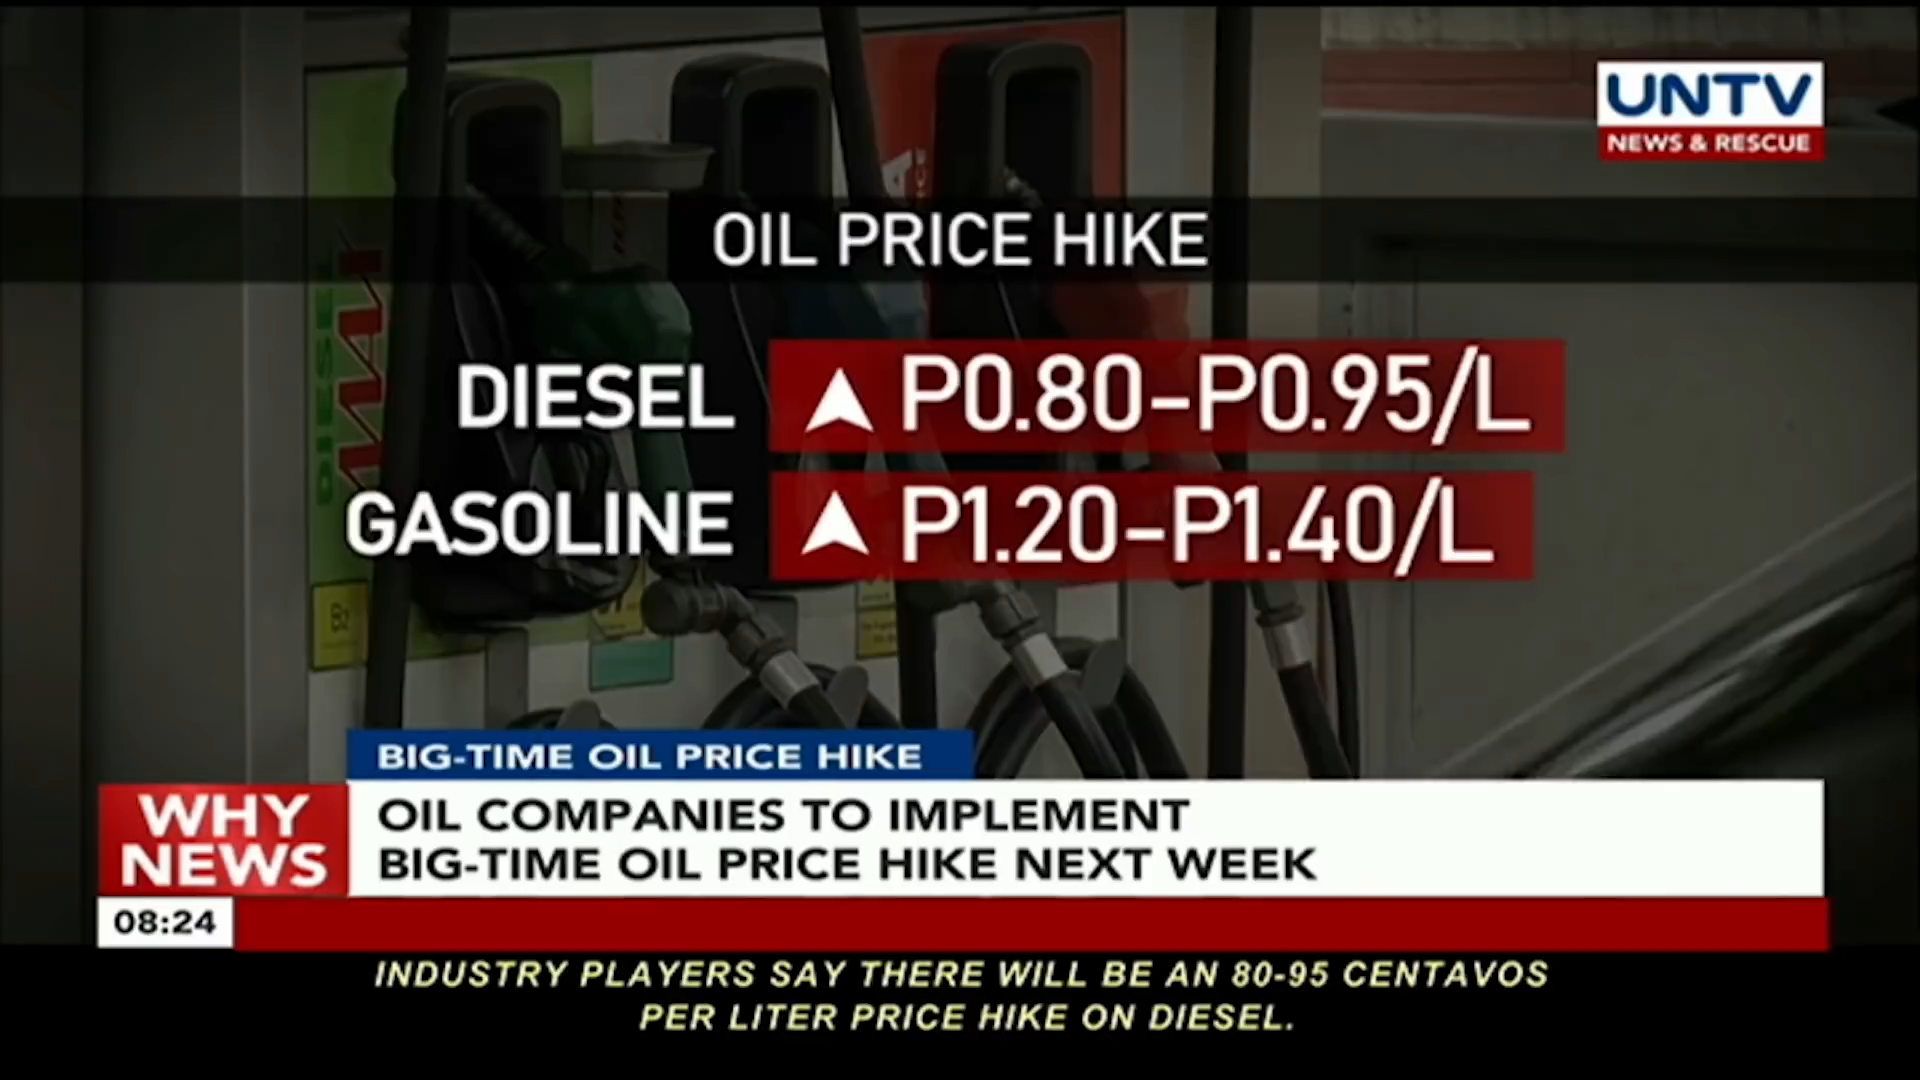 UNTV
NEWS & RESCUE
OIL PRICE HIKE
DIESEL P0.80-P0.95/L
GASOLINE P1.20-P1.40/L
DIESEL
B2
BIG-TIME OIL PRICE HIKE
WHY NEWS
OIL COMPANIES TO IMPLEMENT
BIG-TIME OIL PRICE HIKE NEXT WEEK
08:24
INDUSTRY PLAYERS SAY THERE WILL BE AN 80-95 CENTAVOS
PER LITER PRICE HIKE ON DIESEL.